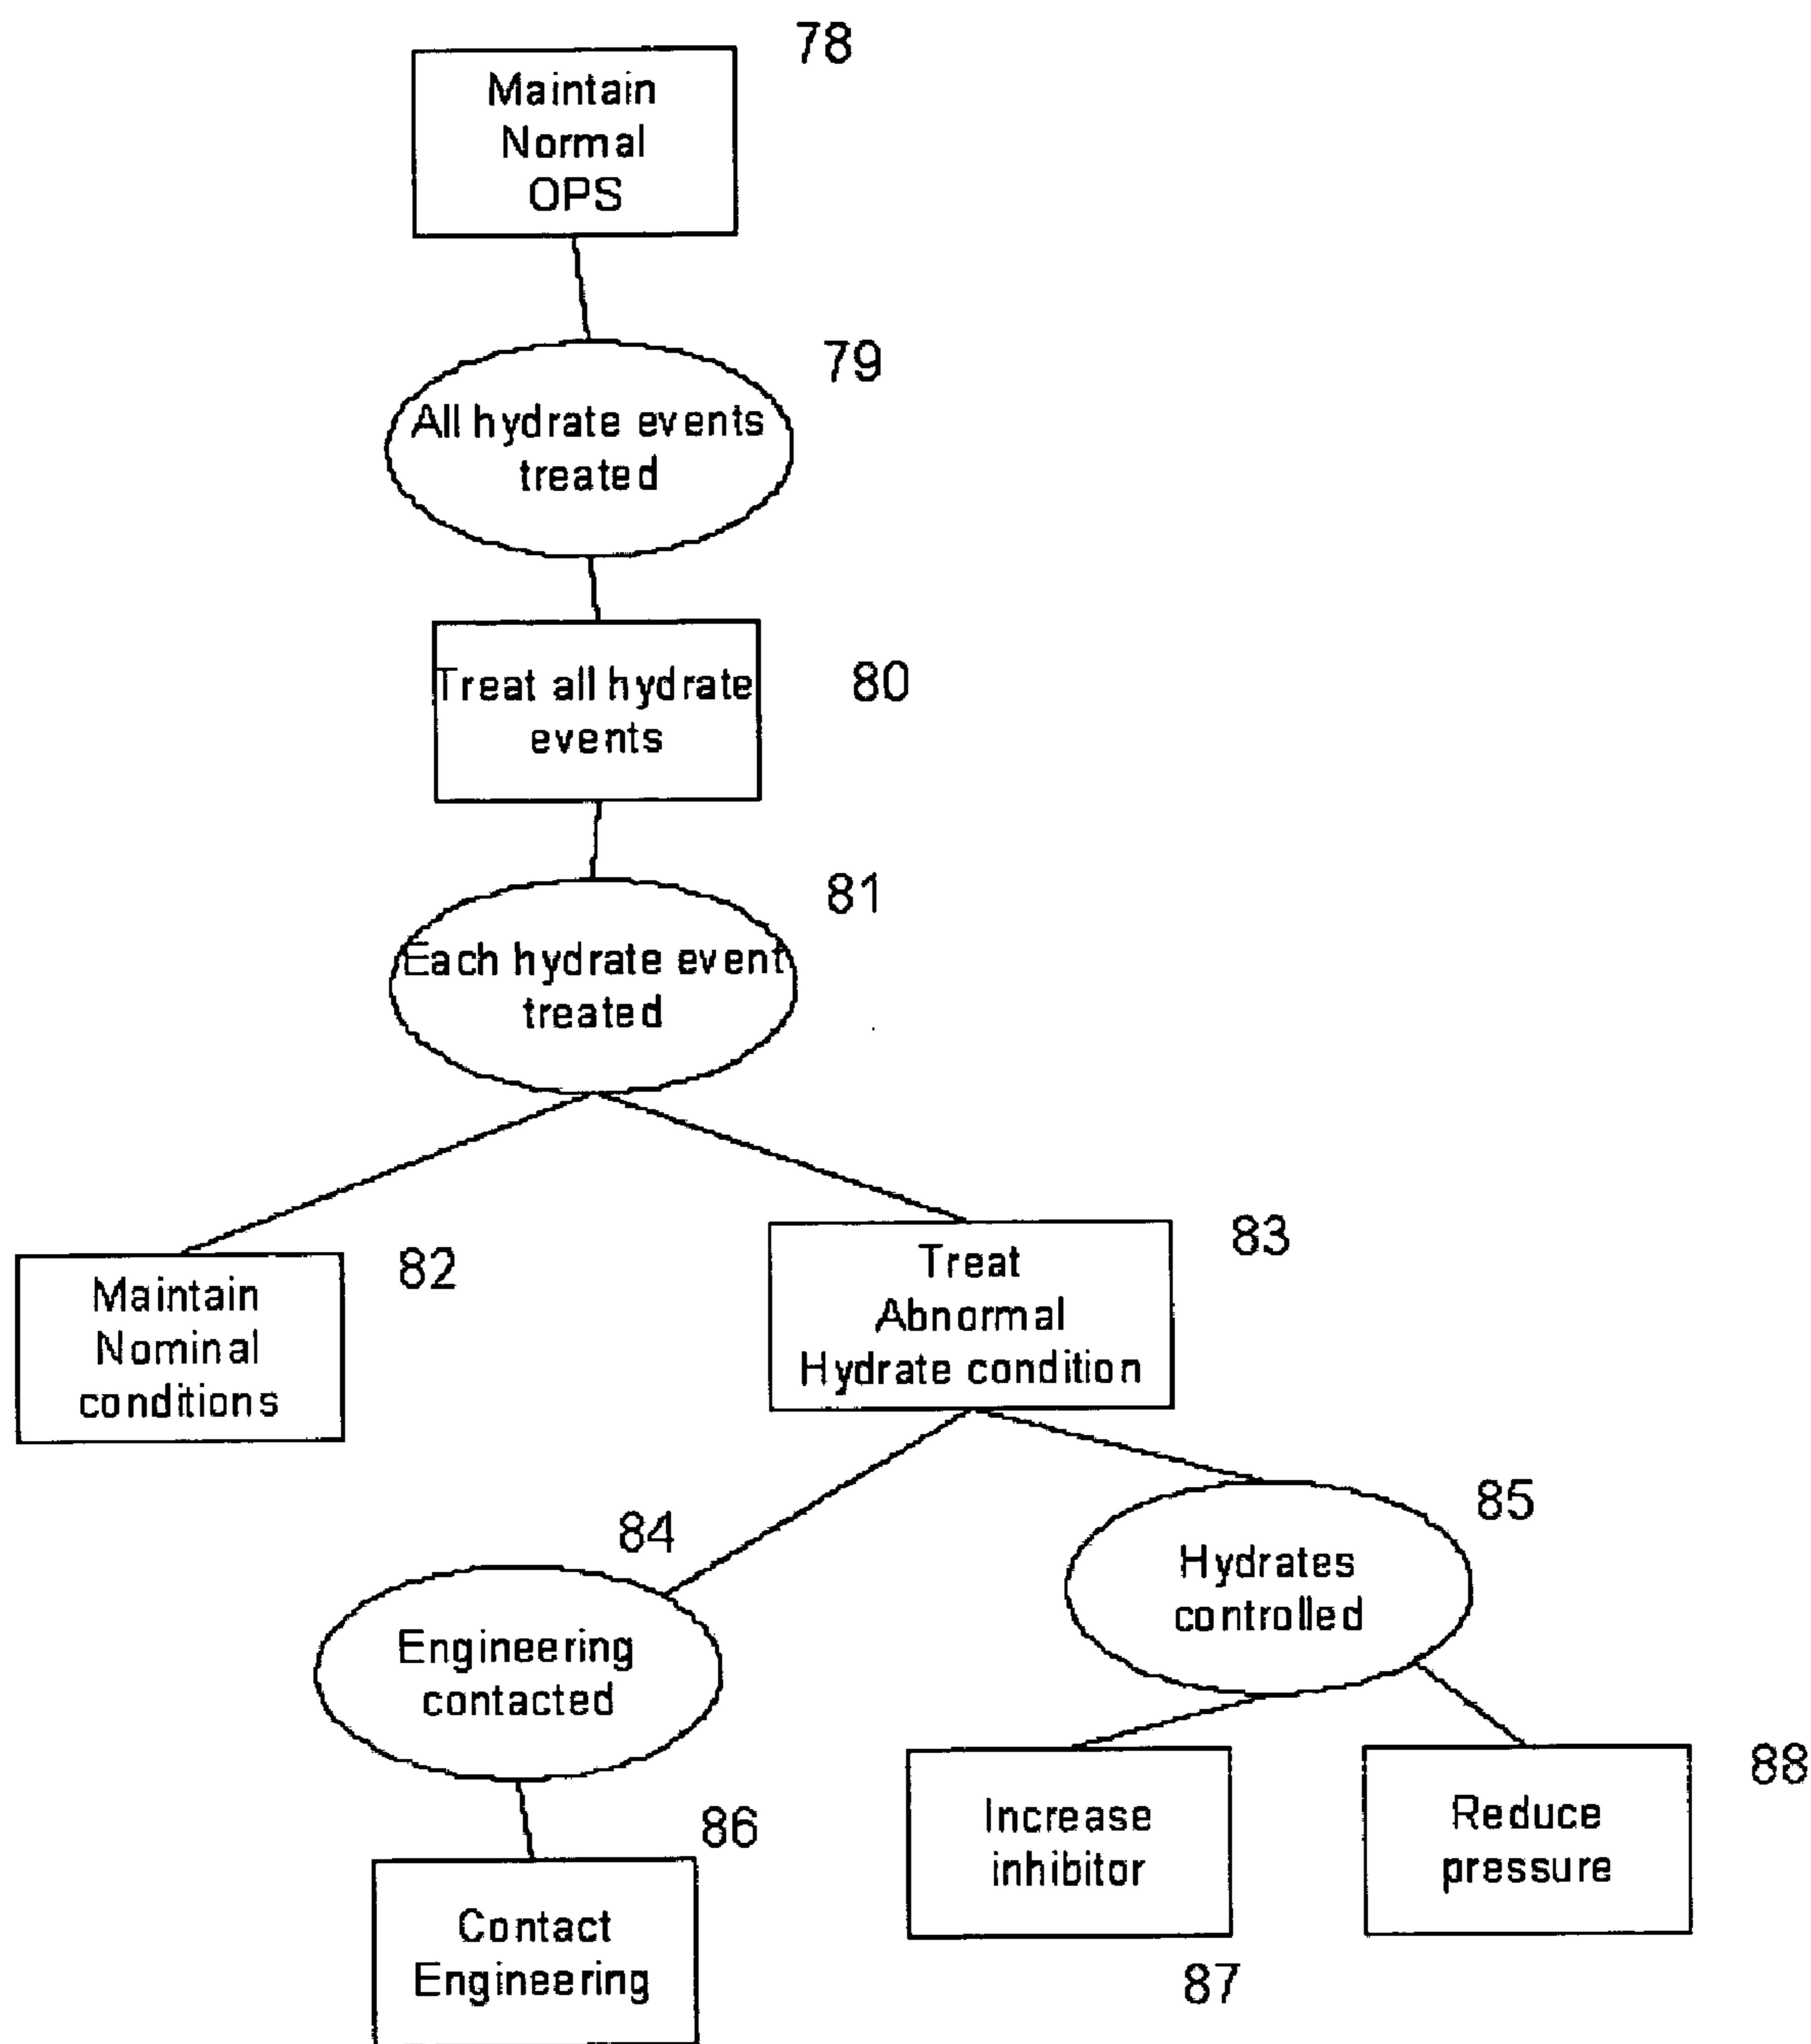 78
Maintain
Normal
OPS
79
All hydrate events
treated
80
Treat all hydrate
events
81
Each hydrate event
treated
82
Maintain
Nominal
conditions
83
Treat
Abnormal
Hydrate condition
84
Engineering
contacted
85
Hydrates
controlled
86
Contact
Engineering
Increase
inhibitor
87
88
Reduce
pressure